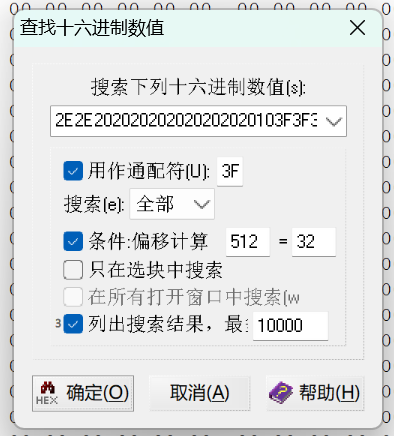 查找十六进制数值
搜索下列十六进制数值(s):
2E2E202020202020202020103F3F3
用作通配符(U): 3F
搜索(e): 全部
条件:偏移计算 512 = 32
只在选块中搜索
在所有打开窗口中搜索(w
3 列出搜索结果，最 10000
HEX 确定(O) 取消(A) 帮助(H)